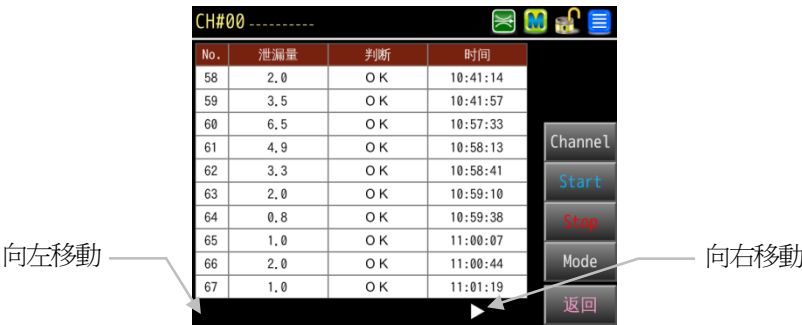 CH#00 ----------
M
No. 泄漏量 判断 时间
58 2.0 OK 10:41:14
59 3.5 OK 10:41:57
60 6.5 OK 10:57:33
61 4.9 OK 10:58:13
62 3.3 OK 10:58:41
63 2.0 OK 10:59:10
64 0.8 OK 10:59:38
65 1.0 OK 11:00:07
66 2.0 OK 11:00:44
67 1.0 OK 11:01:19
Channel
Start
Stop
Mode
返回
向左移動
向右移動